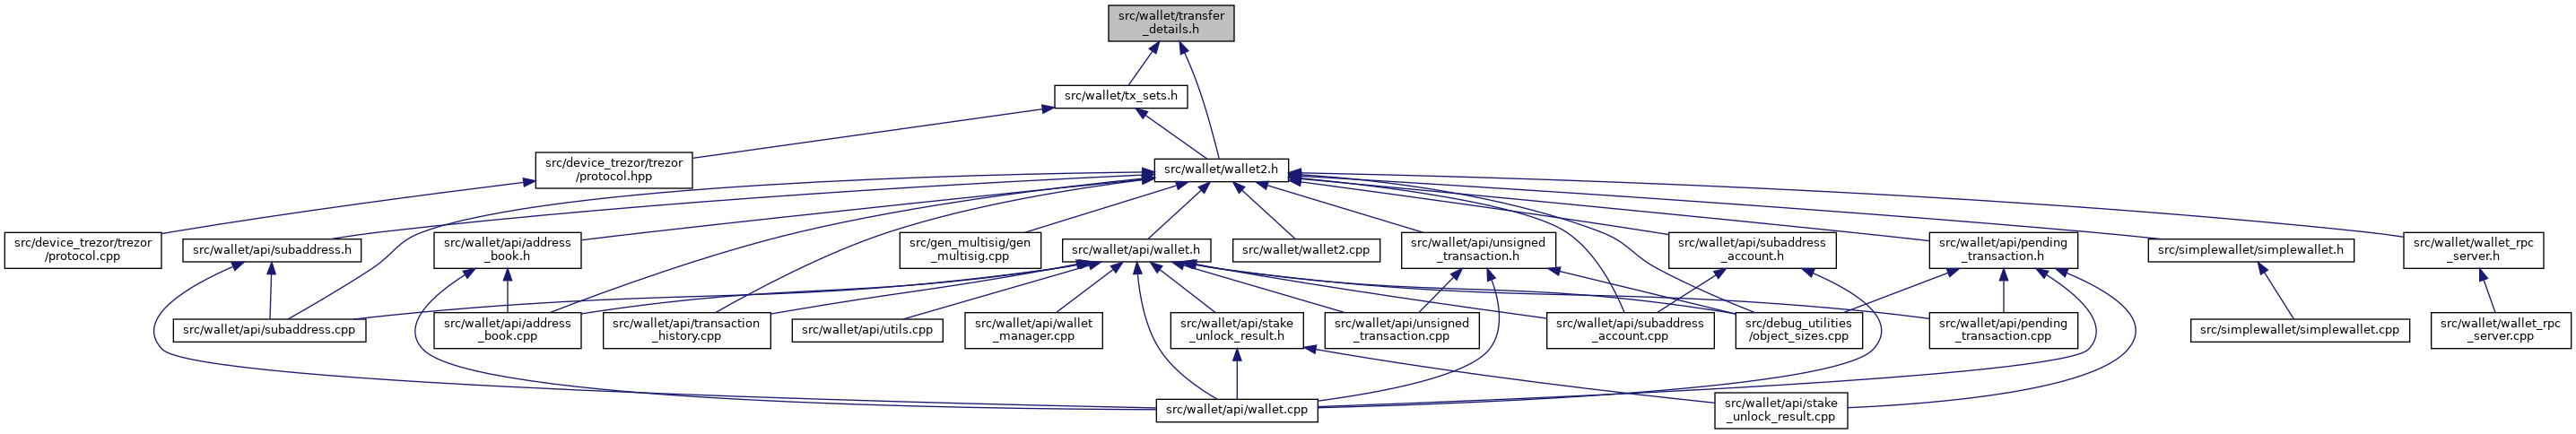 src/wallet/transfer
_details.h
src/wallet/tx_sets.h
src/device_trezor/trezor
/protocol.hpp
src/wallet/wallet2.h
src/device_trezor/trezor
/protocol.cpp
src/wallet/api/subaddress.h
src/wallet/api/address
_book.h
src/gen_multisig/gen
_multisig.cpp
src/wallet/api/wallet.h
src/wallet/wallet2.cpp
src/wallet/api/unsigned
_transaction.h
src/wallet/api/subaddress
_account.h
src/wallet/api/pending
_transaction.h
src/simplewallet/simplewallet.h
src/wallet/wallet_rpc
_server.h
src/wallet/api/subaddress.cpp
src/wallet/api/address
_book.cpp
src/wallet/api/transaction
_history.cpp
src/wallet/api/utils.cpp
src/wallet/api/wallet
_manager.cpp
src/wallet/api/stake
_unlock_result.h
src/wallet/api/unsigned
_transaction.cpp
src/wallet/api/subaddress
_account.cpp
src/debug_utilities
/object_sizes.cpp
src/wallet/api/pending
_transaction.cpp
src/simplewallet/simplewallet.cpp
src/wallet/wallet_rpc
_server.cpp
src/wallet/api/wallet.cpp
src/wallet/api/stake
_unlock_result.cpp